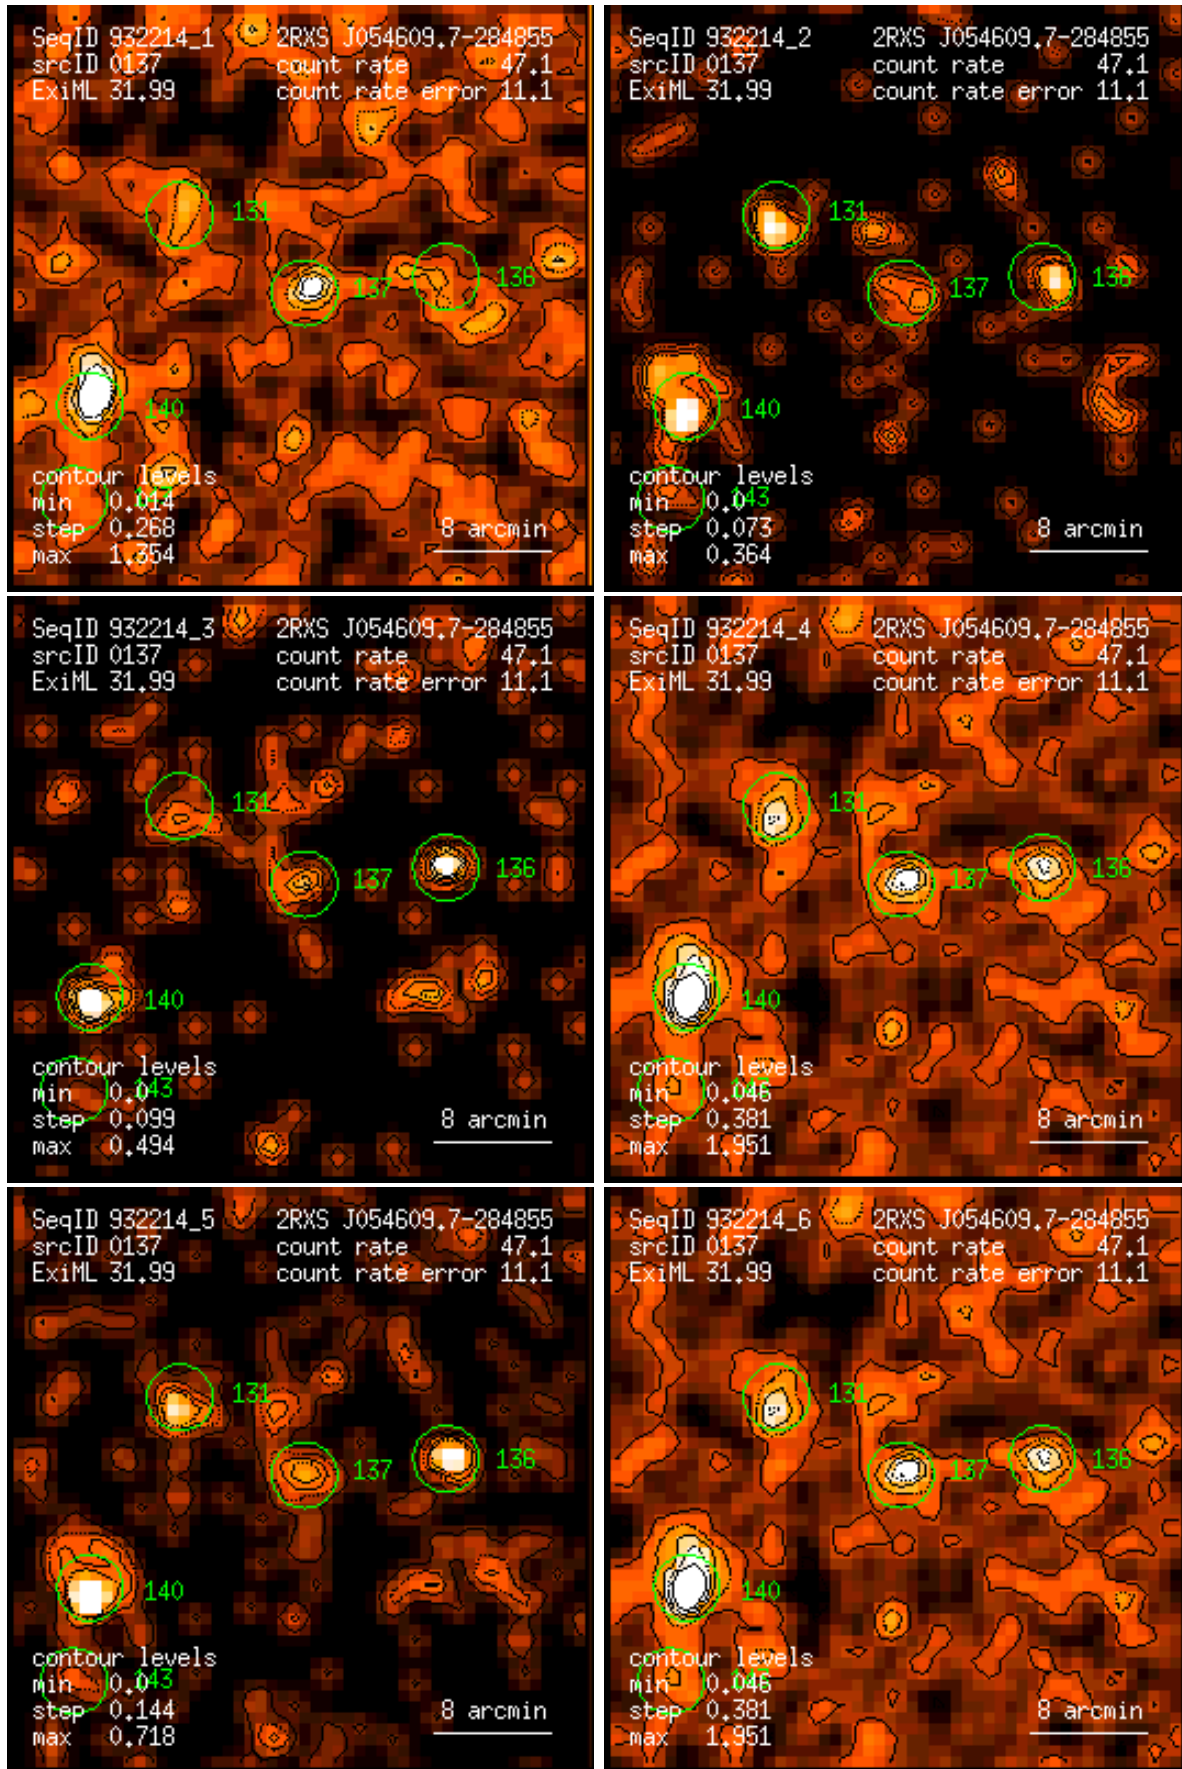 SeqID 932214_1 2RXS J054609.7-284855
srcID 0137 count rate 47.1
ExiML 31.99 count rate error 11.1
131
137 136
140
contour levels
min 0.014
step 0.268 8 arcmin
max 1.354
SeqID 932214_2 2RXS J054609.7-284855
srcID 0137 count rate 47.1
ExiML 31.99 count rate error 11.1
131
137 136
140
contour levels
min 0.0 143
step 0.073 8 arcmin
max 0.364
SeqID 932214_3 2RXS J054609.7-284855
srcID 0137 count rate 47.1
ExiML 31.99 count rate error 11.1
131
137 136
140
contour levels
min 0.0 143
step 0.099 8 arcmin
max 0.494
SeqID 932214_4 2RXS J054609.7-284855
srcID 0137 count rate 47.1
ExiML 31.99 count rate error 11.1
131
137 136
140
contour levels
min 0.046 143
step 0.381 8 arcmin
max 1.951
SeqID 932214_5 2RXS J054609.7-284855
srcID 0137 count rate 47.1
ExiML 31.99 count rate error 11.1
131
137 136
140
contour levels
min 0.0 143
step 0.144 8 arcmin
max 0.718
SeqID 932214_6 2RXS J054609.7-284855
srcID 0137 count rate 47.1
ExiML 31.99 count rate error 11.1
131
137 136
140
contour levels
min 0.046 143
step 0.381 8 arcmin
max 1.951